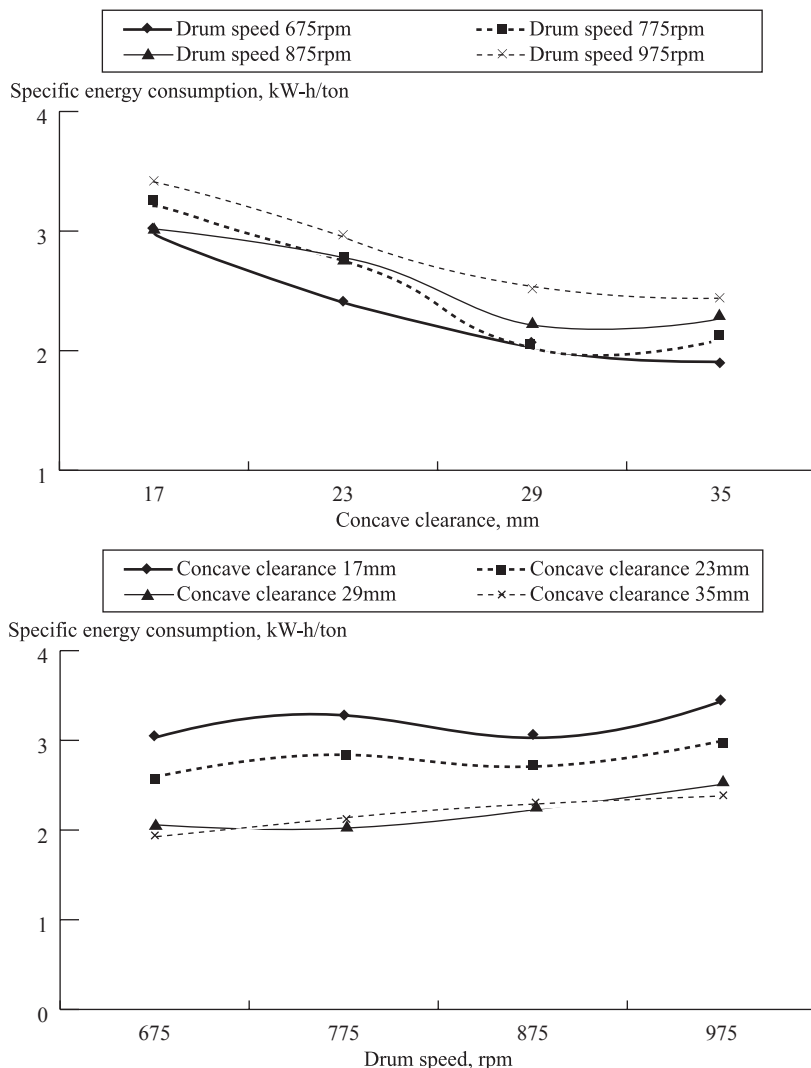 Drum speed 675rpm Drum speed 775rpm
Drum speed 875rpm Drum speed 975rpm
Specific energy consumption, kW-h/ton
4
3
2
1
17 23 29 35
Concave clearance, mm
Concave clearance 17mm Concave clearance 23mm
Concave clearance 29mm Concave clearance 35mm
Specific energy consumption, kW-h/ton
4
3
2
1
0
675 775 875 975
Drum speed, rpm